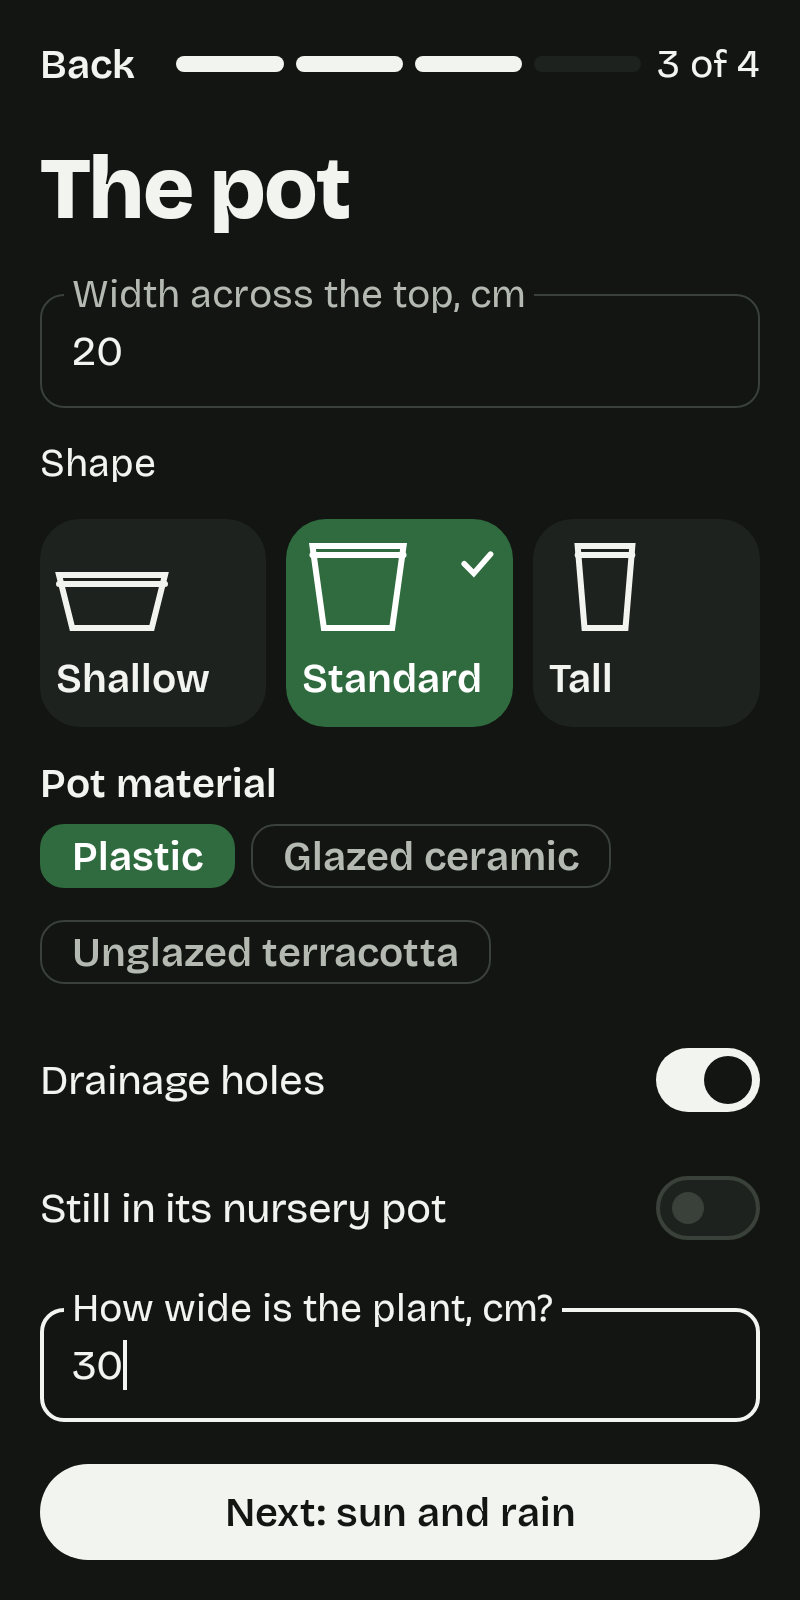 Back
3 of 4
The pot
Width across the top, cm
20
Shape
Shallow
Standard
Tall
Pot material
Plastic
Glazed ceramic
Unglazed terracotta
Drainage holes
Still in its nursery pot
How wide is the plant, cm?
30
Next: sun and rain